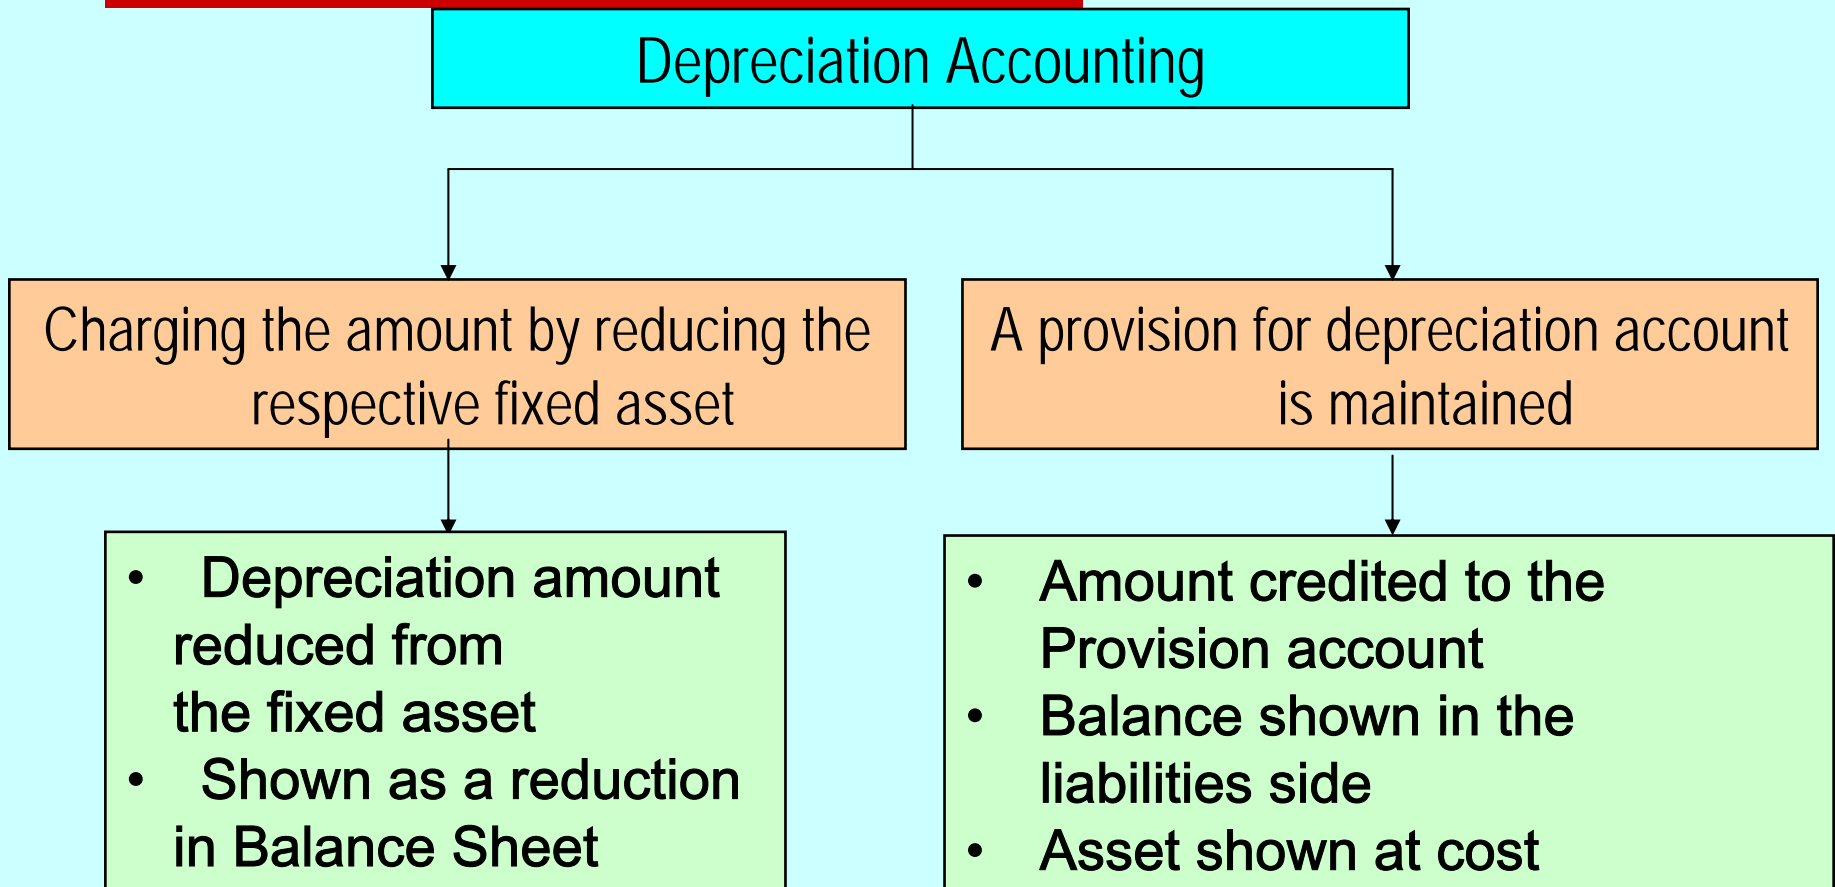 Depreciation Accounting
Charging the amount by reducing the
respective fixed asset
A provision for depreciation account
is maintained
• Depreciation amount
reduced from
the fixed asset
• Shown as a reduction
in Balance Sheet
• Amount credited to the
Provision account
• Balance shown in the
liabilities side
• Asset shown at cost